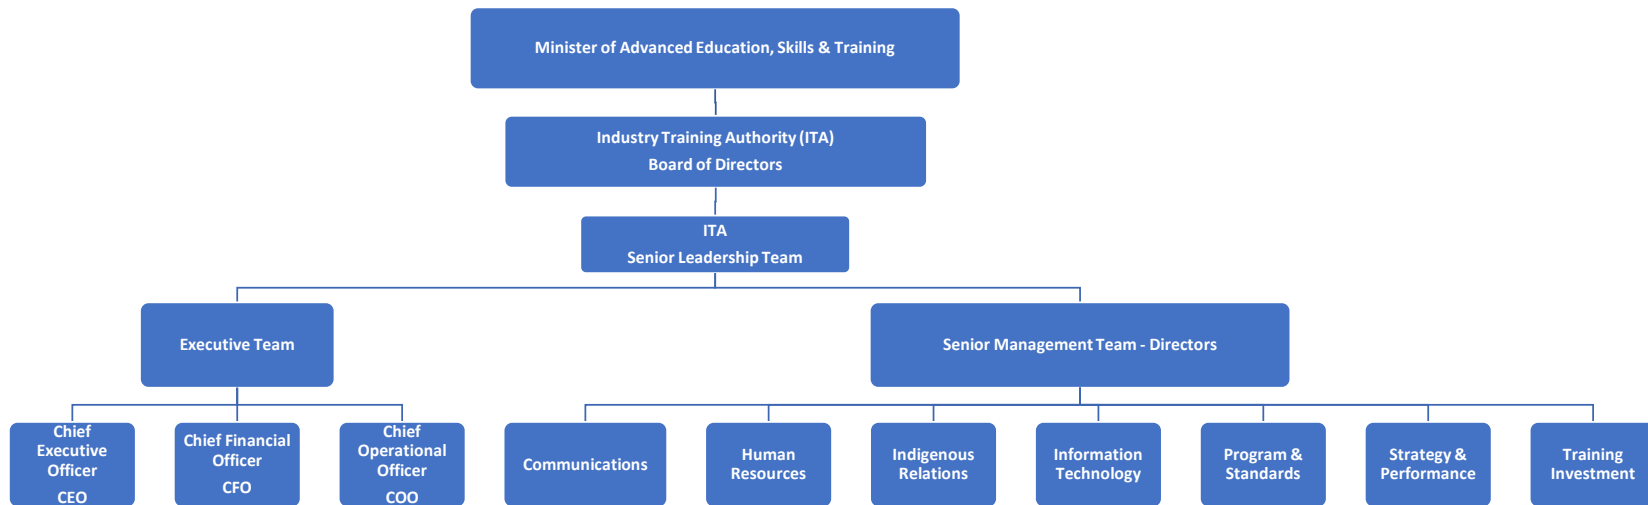 Minister of Advanced Education, Skills & Training
Industry Training Authority (ITA)
Board of Directors
ITA
Senior Leadership Team
Executive Team
Senior Management Team - Directors
Chief
Executive
Officer
CEO
Chief Financial
Officer
CFO
Chief
Operational
Officer
COO
Communications
Human
Resources
Indigenous
Relations
Information
Technology
Program &
Standards
Strategy &
Performance
Training
Investment